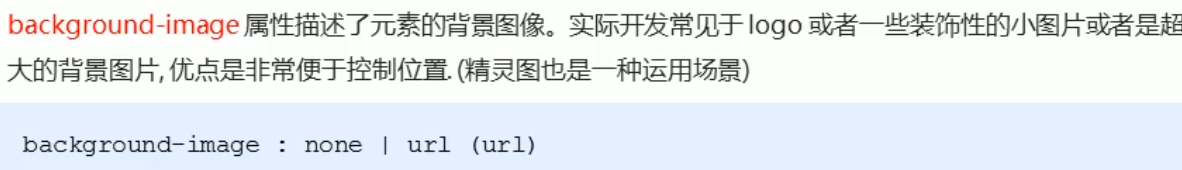 background-image 属性描述了元素的背景图像。实际开发常见于 logo 或者一些装饰性的小图片或者是超
大的背景图片, 优点是非常便于控制位置. (精灵图也是一种运用场景)
background-image : none | url (url)